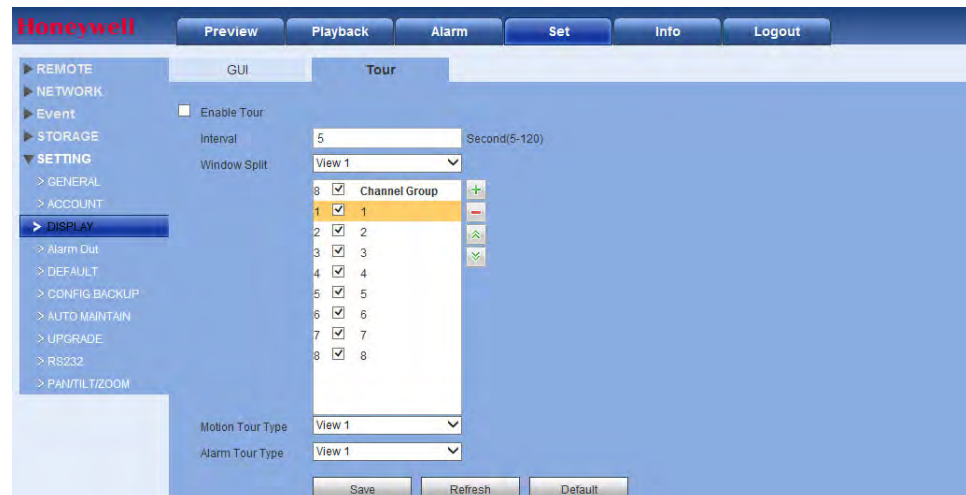 Honeywell
Preview Playback Alarm Set Info Logout
REMOTE
NETWORK
Event
STORAGE
SETTING
> GENERAL
> ACCOUNT
> DISPLAY
> Alarm Out
> DEFAULT
> CONFIG BACKUP
> AUTO MAINTAIN
> UPGRADE
> RS232
> PAN/TILT/ZOOM
GUI Tour
Enable Tour
Interval 5 Second(5-120)
Window Split View 1
8 Channel Group
1 1
2 2
3 3
4 4
5 5
6 6
7 7
8 8
Motion Tour Type View 1
Alarm Tour Type View 1
Save Refresh Default